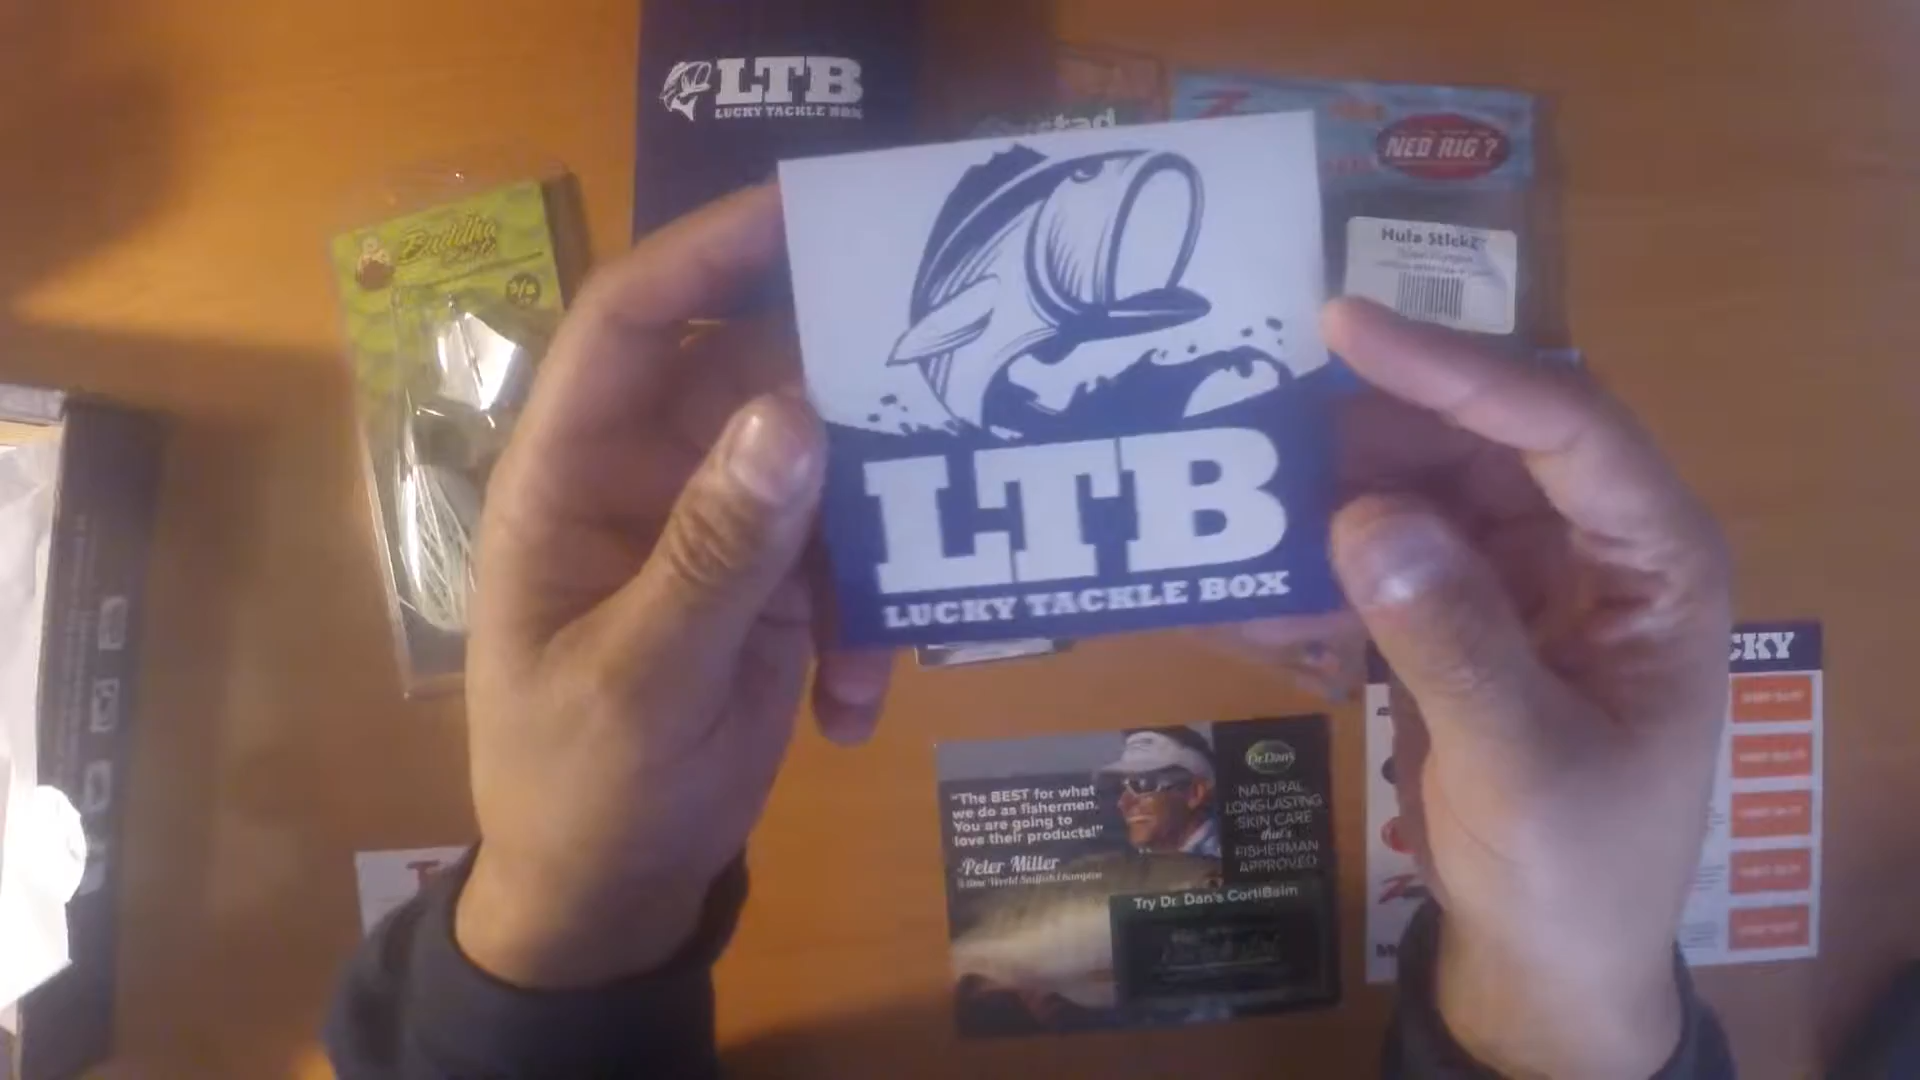 LTB
LUCKY TACKLE BOX
NED RIG?
Buddha
Hula StickZ
LTB
LUCKY TACKLE BOX
CKY
"The BEST for what
we do as fishermen.
You are going to
love their products!"
-Peter Miller
Dr.Dan's
NATURAL
LONG LASTING
SKIN CARE
that's
FISHERMAN
APPROVED
Try Dr. Dan's CortiBalm